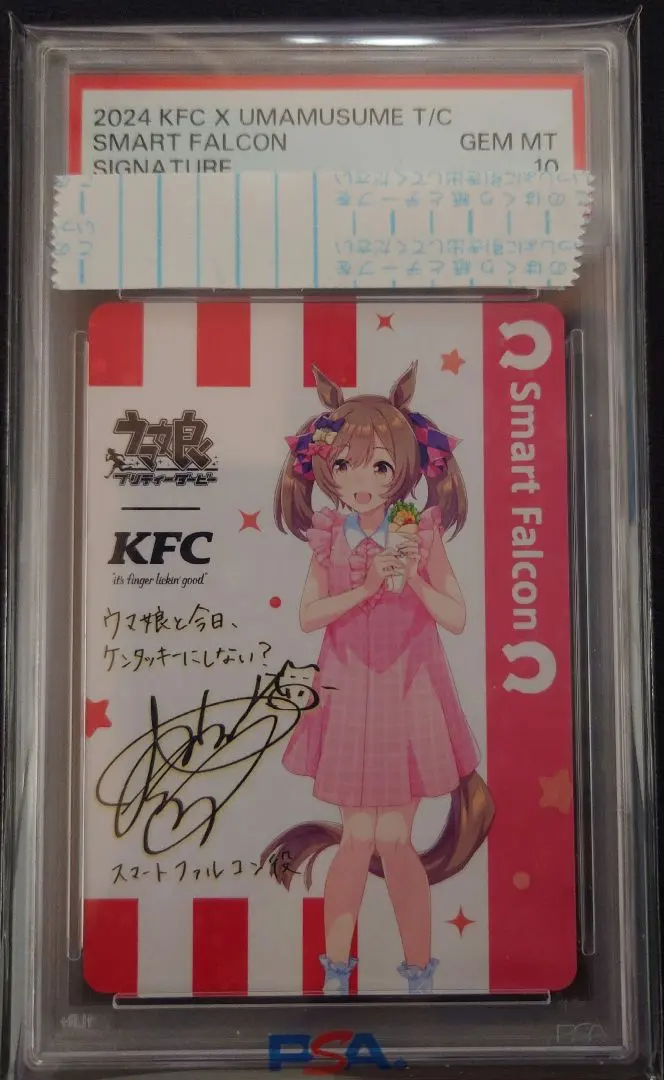 2024 KFC X UMAMUSUME T/C
SMART FALCON GEM MT
SIGNATURE 10
ウマ娘
プリティーダービー
KFC
"it's finger lickin' good"
ウマ娘と今日、
ケンタッキーにしない？
スマートファルコン役
Smart Falcon
PSA
PSA